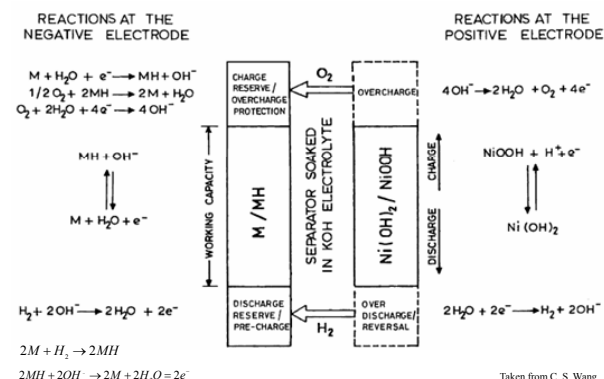 REACTIONS AT THE
NEGATIVE ELECTRODE
M + H₂O + e⁻ → MH + OH⁻
1/2 O₂ + 2MH → 2M + H₂O
O₂ + 2H₂O + 4e⁻ → 4OH⁻
MH + OH⁻
M + H₂O + e⁻
H₂ + 2OH⁻ → 2H₂O + 2e⁻
2M + H₂ → 2MH
2MH + 2OH⁻ → 2M + 2H₂O = 2e⁻
WORKING CAPACITY
CHARGE
RESERVE/
OVERCHARGE
PROTECTION
M/MH
DISCHARGE
RESERVE/
PRE-CHARGE
O₂
SEPARATOR SOAKED
IN KOH ELECTROLYTE
H₂
OVERCHARGE
Ni(OH)₂/NiOOH
OVER
DISCHARGE/
REVERSAL
CHARGE
DISCHARGE
REACTIONS AT THE
POSITIVE ELECTRODE
4OH⁻ → 2H₂O + O₂ + 4e⁻
NiOOH + H⁺ + e⁻
Ni(OH)₂
2H₂O + 2e⁻ → H₂ + 2OH⁻
Taken from C. S. Wang